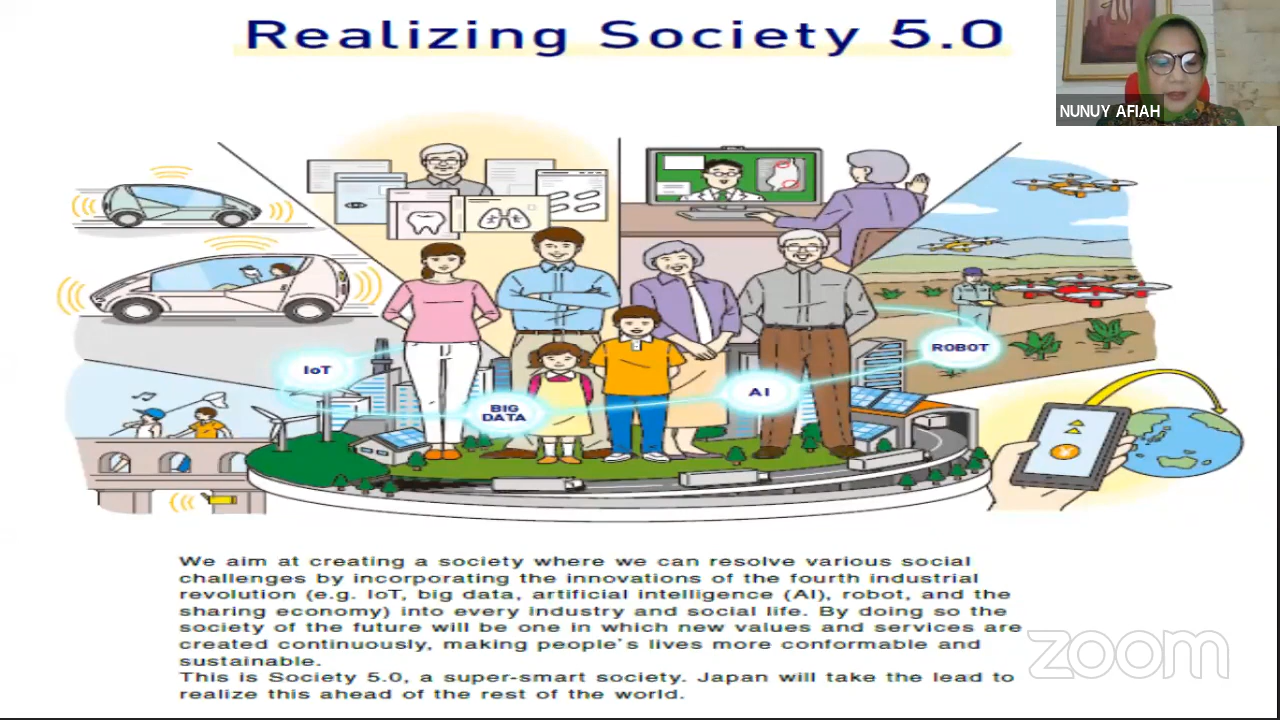 Realizing Society 5.0
NUNUY AFIAH
IoT
BIG
DATA
AI
ROBOT
We aim at creating a society where we can resolve various social
challenges by incorporating the innovations of the fourth industrial
revolution (e.g. IoT, big data, artificial intelligence (AI), robot, and the
sharing economy) into every industry and social life. By doing so the
society of the future will be one in which new values and services are
created continuously, making people's lives more conformable and
sustainable.
This is Society 5.0, a super-smart society. Japan will take the lead to
realize this ahead of the rest of the world.
zoom